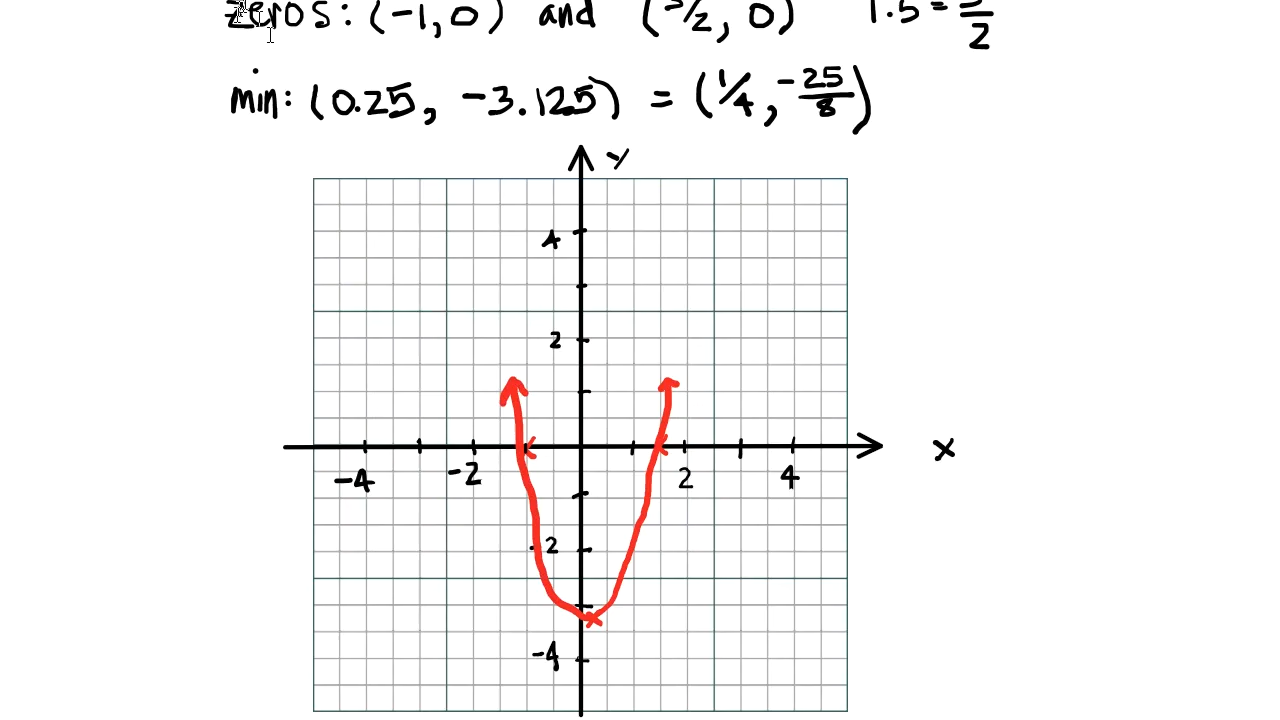 zeros: (-1, 0) and (3/2, 0) 1.5 = 3/2
min: (0.25, -3.125) = (1/4, -25/8)
y
4
2
-4 -2 2 4 x
-2
-4